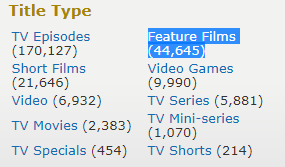 Title Type
TV Episodes
(170,127)
Feature Films
(44,645)
Short Films
(21,646)
Video Games
(9,990)
Video (6,932)
TV Series (5,881)
TV Movies (2,383)
TV Mini-series
(1,070)
TV Specials (454)
TV Shorts (214)